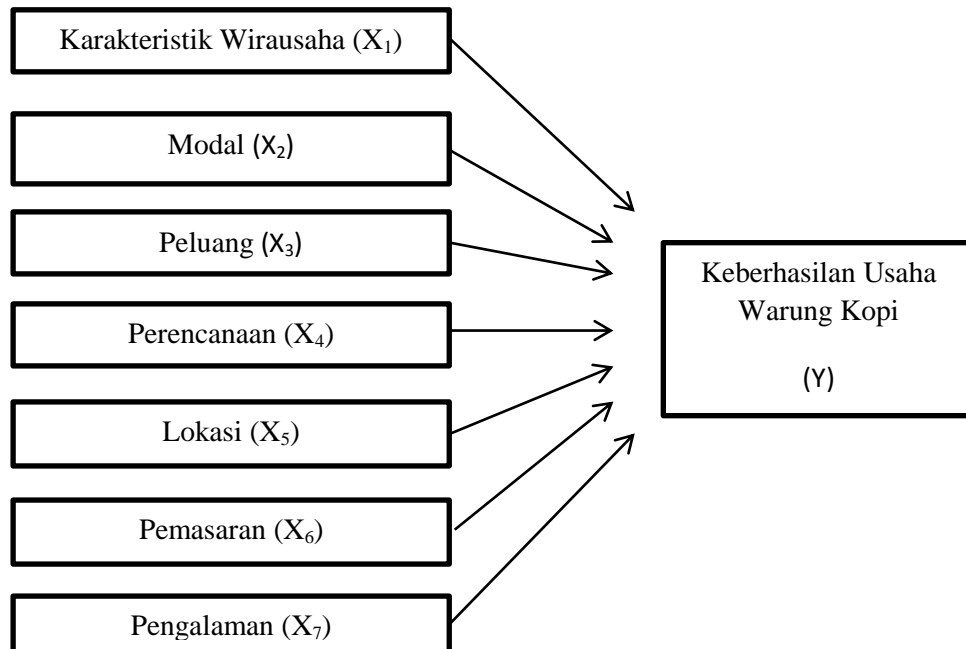 Karakteristik Wirausaha (X₁)
Modal (X₂)
Peluang (X₃)
Perencanaan (X₄)
Lokasi (X₅)
Pemasaran (X₆)
Pengalaman (X₇)
Keberhasilan Usaha
Warung Kopi
(Y)